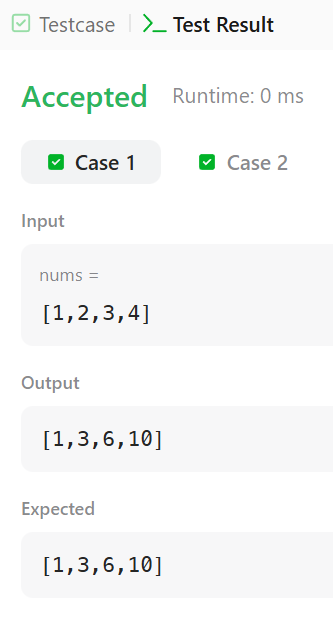 Testcase | Test Result
Accepted Runtime: 0 ms
Case 1 Case 2
Input
nums =
[1,2,3,4]
Output
[1,3,6,10]
Expected
[1,3,6,10]